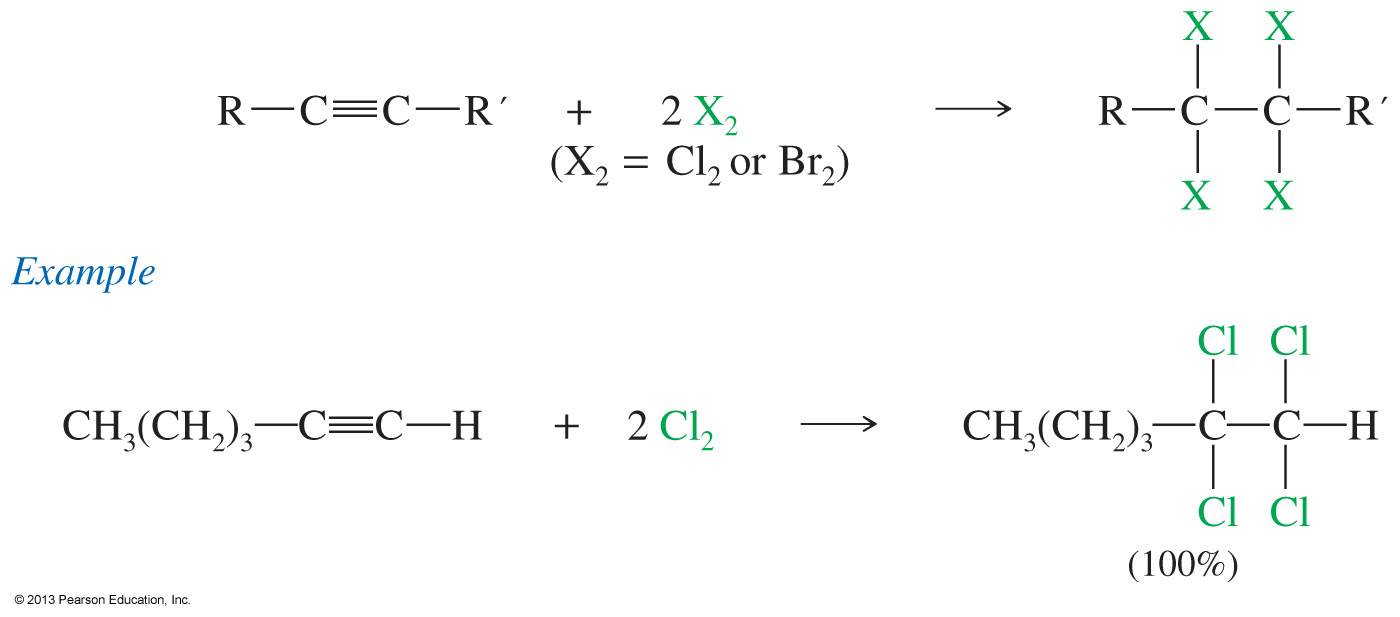 X X
R—C≡C—R′ + 2 X₂ ⟶ R—C—C—R′
(X₂ = Cl₂ or Br₂)
X X
Example
Cl Cl
CH₃(CH₂)₃—C≡C—H + 2 Cl₂ ⟶ CH₃(CH₂)₃—C—C—H
Cl Cl
(100%)
© 2013 Pearson Education, Inc.